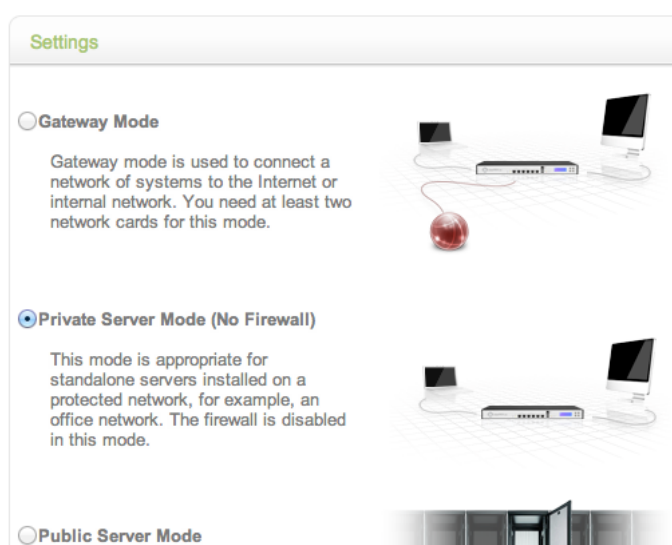 Settings
Gateway Mode
Gateway mode is used to connect a
network of systems to the Internet or
internal network. You need at least two
network cards for this mode.
Private Server Mode (No Firewall)
This mode is appropriate for
standalone servers installed on a
protected network, for example, an
office network. The firewall is disabled
in this mode.
Public Server Mode